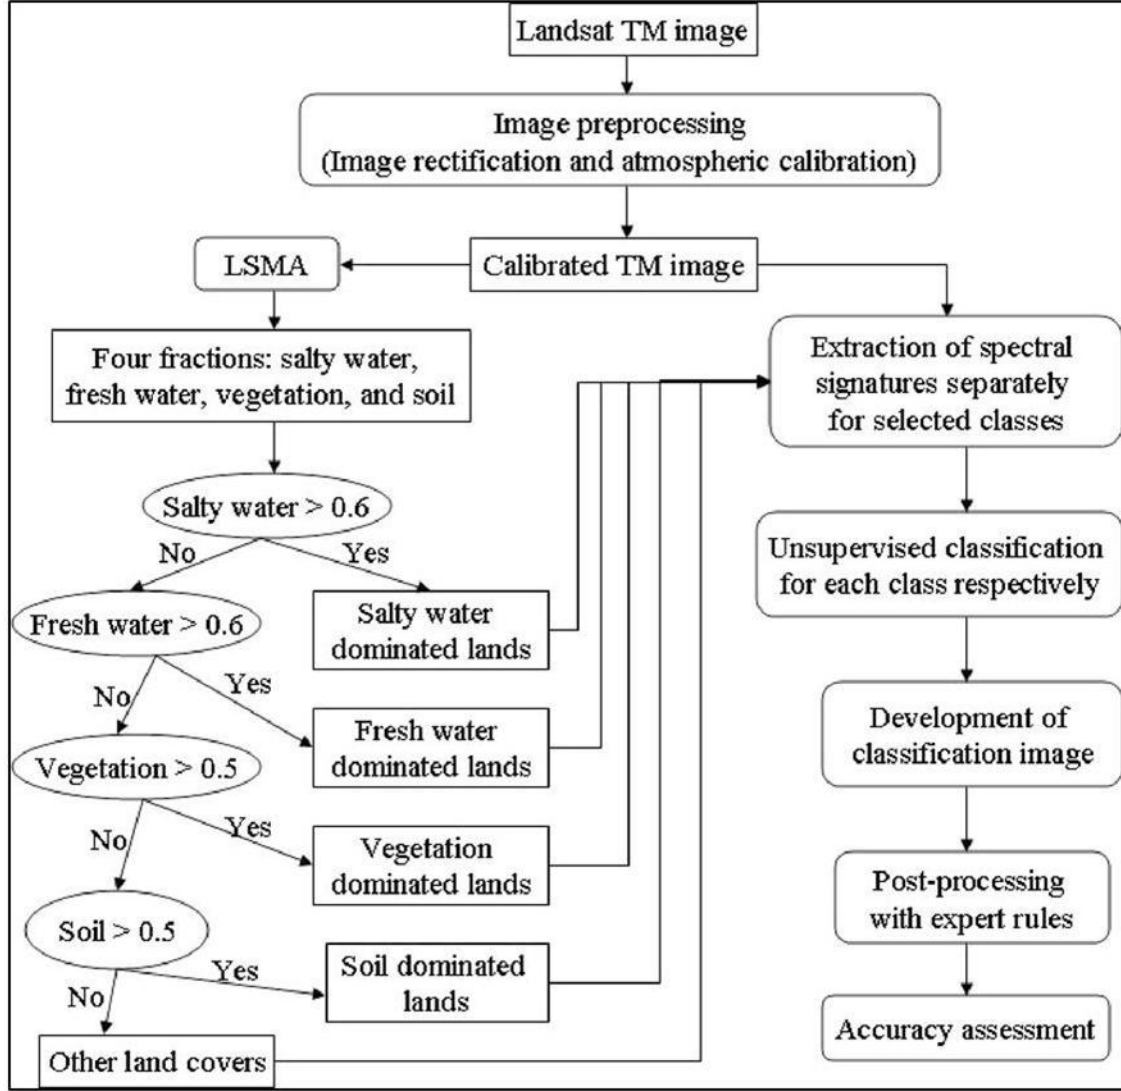 Landsat TM image
Image preprocessing
(Image rectification and atmospheric calibration)
LSMA
Calibrated TM image
Four fractions: salty water,
fresh water, vegetation, and soil
Extraction of spectral
signatures separately
for selected classes
Salty water > 0.6
No
Yes
Salty water
dominated lands
Unsupervised classification
for each class respectively
Fresh water > 0.6
No
Yes
Fresh water
dominated lands
Development of
classification image
Vegetation > 0.5
No
Yes
Vegetation
dominated lands
Post-processing
with expert rules
Soil > 0.5
No
Yes
Soil dominated
lands
Other land covers
Accuracy assessment